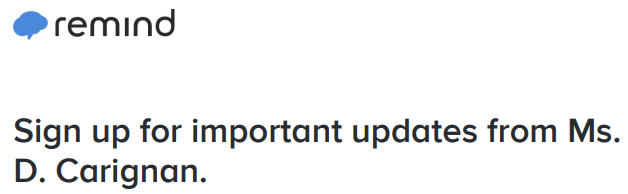 remind
Sign up for important updates from Ms.
D. Carignan.